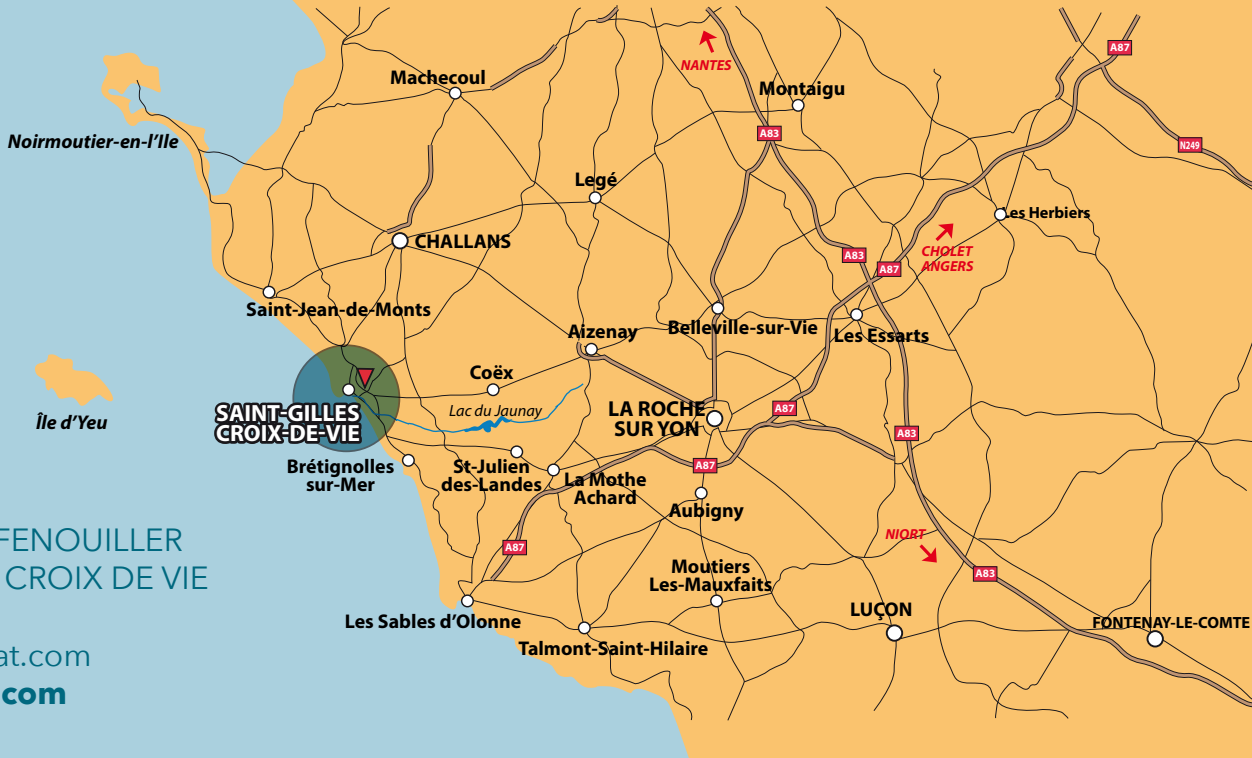 NANTES
A87
Machecoul
Montaigu
A83
Noirmoutier-en-l'Ile
N249
Legé
Les Herbiers
CHALLANS
CHOLET
ANGERS
A83
A87
Saint-Jean-de-Monts
Aizenay
Belleville-sur-Vie
Les Essarts
Coëx
Lac du Jaunay
SAINT-GILLES
CROIX-DE-VIE
Île d'Yeu
LA ROCHE
SUR YON
A87
A83
Brétignolles
sur-Mer
St-Julien
des-Landes
La Mothe
Achard
A87
Aubigny
FENOUILLER
CROIX DE VIE
A87
NIORT
A83
Moutiers
Les-Mauxfaits
LUÇON
FONTENAY-LE-COMTE
Les Sables d'Olonne
Talmont-Saint-Hilaire
at.com
com